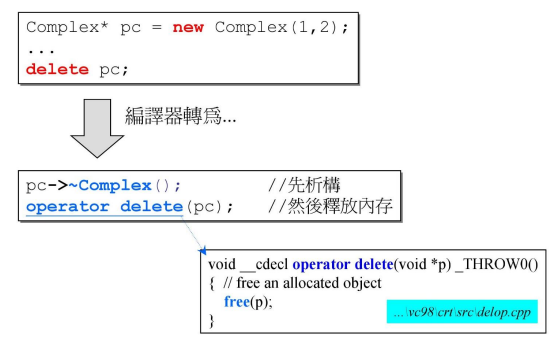 Complex* pc = new Complex(1,2);
...
delete pc;
編譯器轉為...
pc->~Complex(); //先析構
operator delete(pc); //然後釋放內存
void __cdecl operator delete(void *p) _THROW0()
{ // free an allocated object
free(p);
}
...\vc98\crt\src\delop.cpp